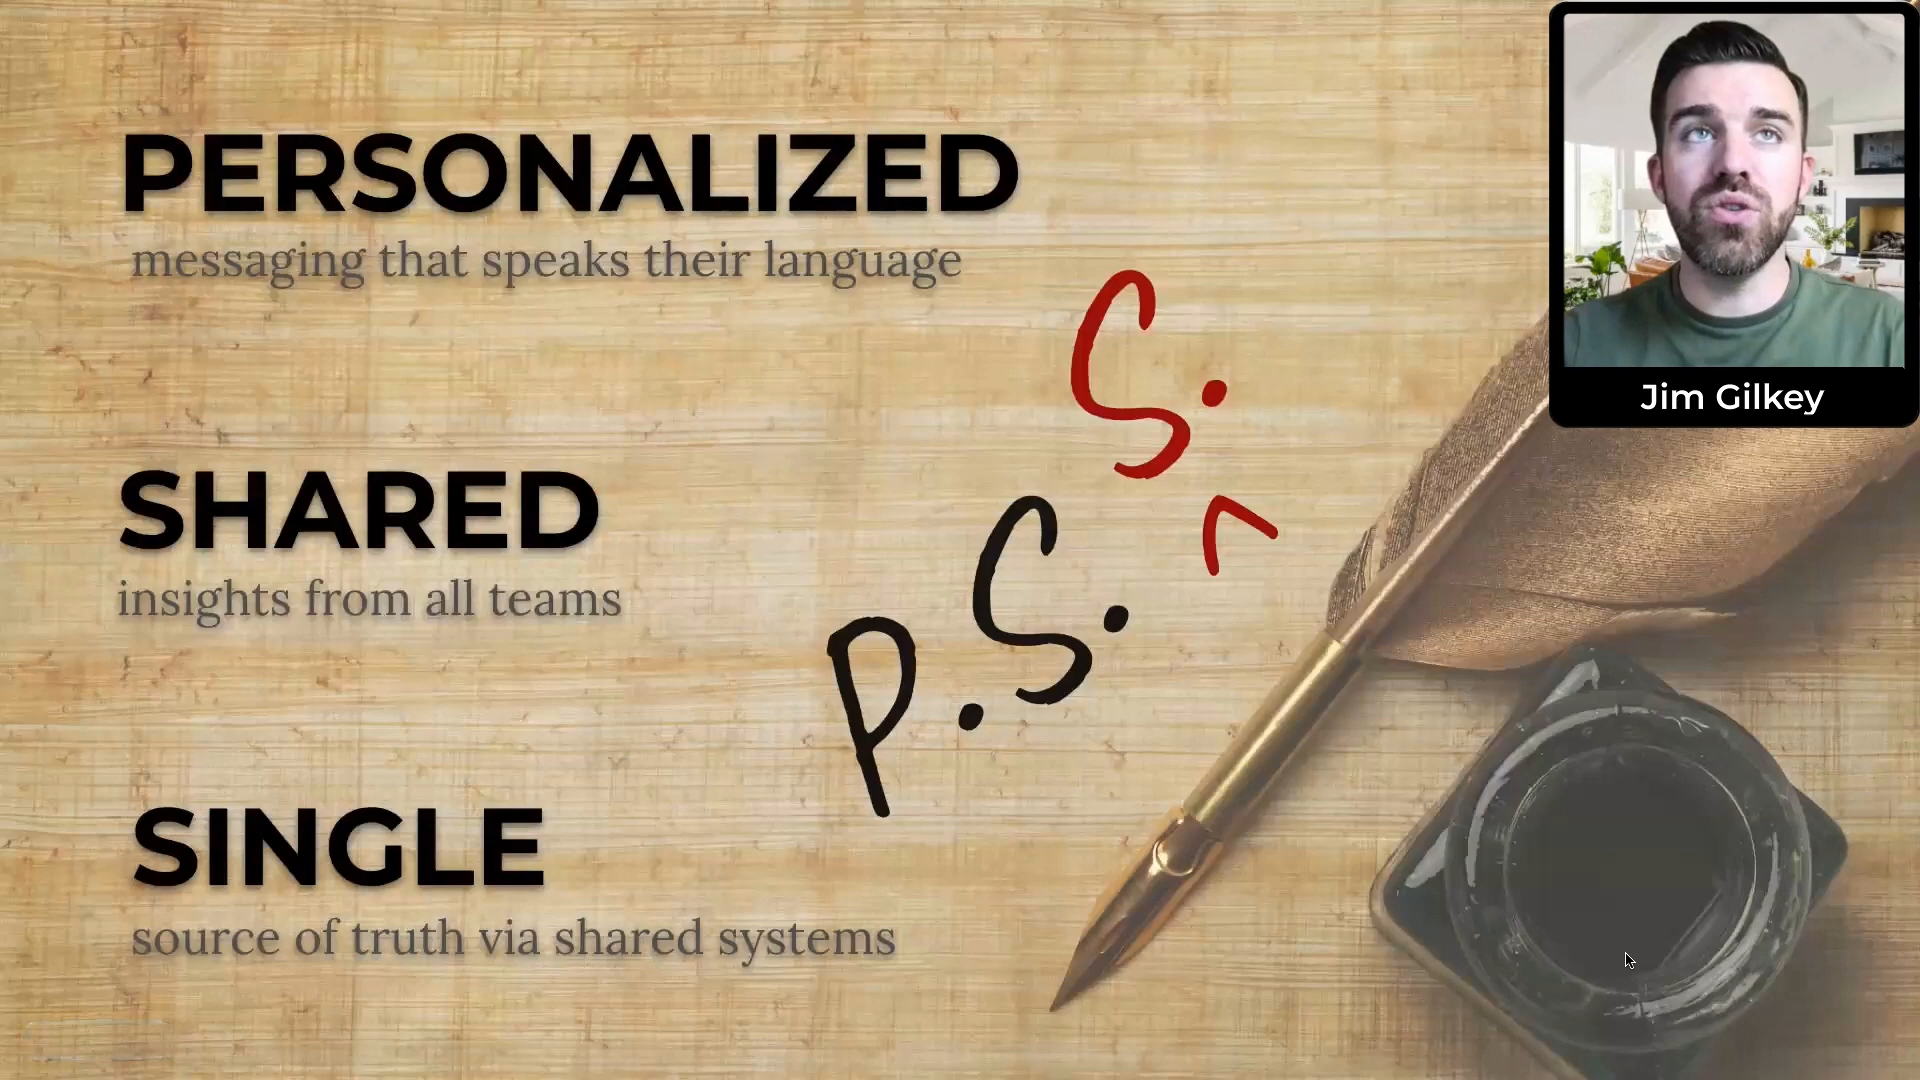 PERSONALIZED
messaging that speaks their language
SHARED
insights from all teams
SINGLE
source of truth via shared systems
P.S.
S.
^
Jim Gilkey